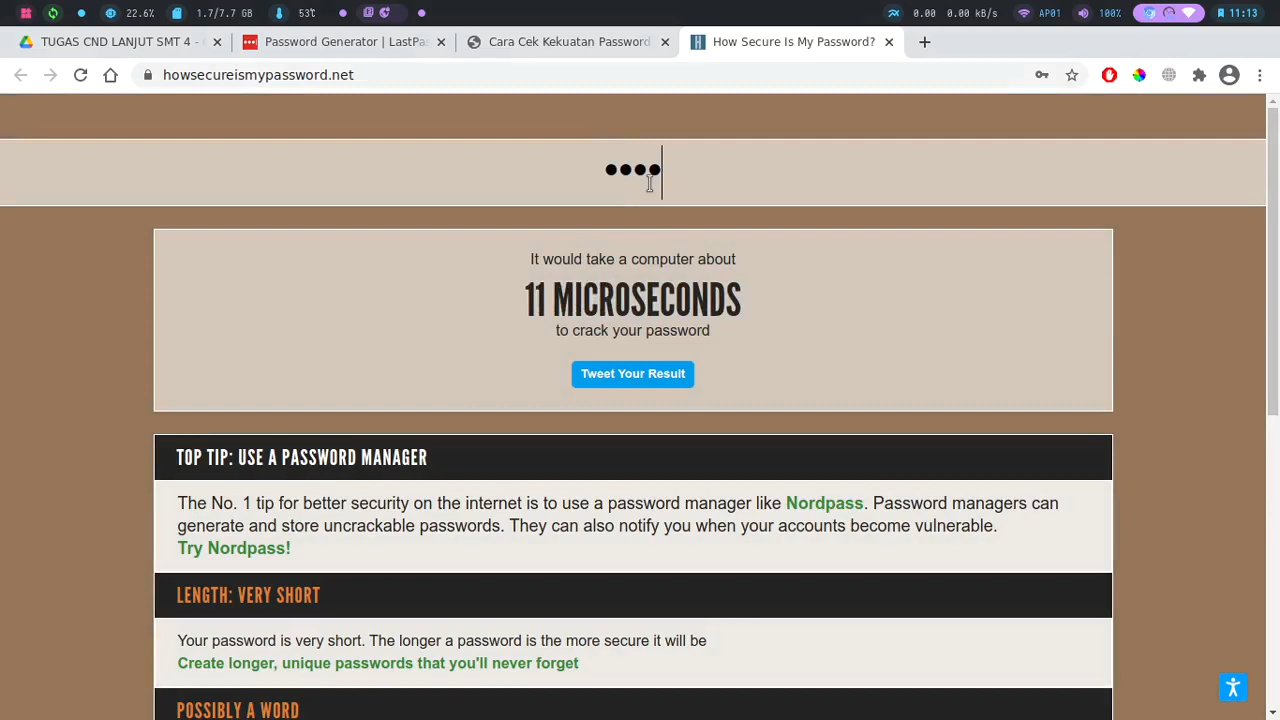 22.6%
1.7/7.7 GB
53℃
0.00 0.00 kB/s
AP01
100%
11:13
TUGAS CND LANJUT SMT 4 -
Password Generator | LastPa
Cara Cek Kekuatan Password
How Secure Is My Password?
howsecureismypassword.net
••••
It would take a computer about
11 MICROSECONDS
to crack your password
Tweet Your Result
TOP TIP: USE A PASSWORD MANAGER
The No. 1 tip for better security on the internet is to use a password manager like Nordpass. Password managers can
generate and store uncrackable passwords. They can also notify you when your accounts become vulnerable.
Try Nordpass!
LENGTH: VERY SHORT
Your password is very short. The longer a password is the more secure it will be
Create longer, unique passwords that you'll never forget
POSSIBLY A WORD